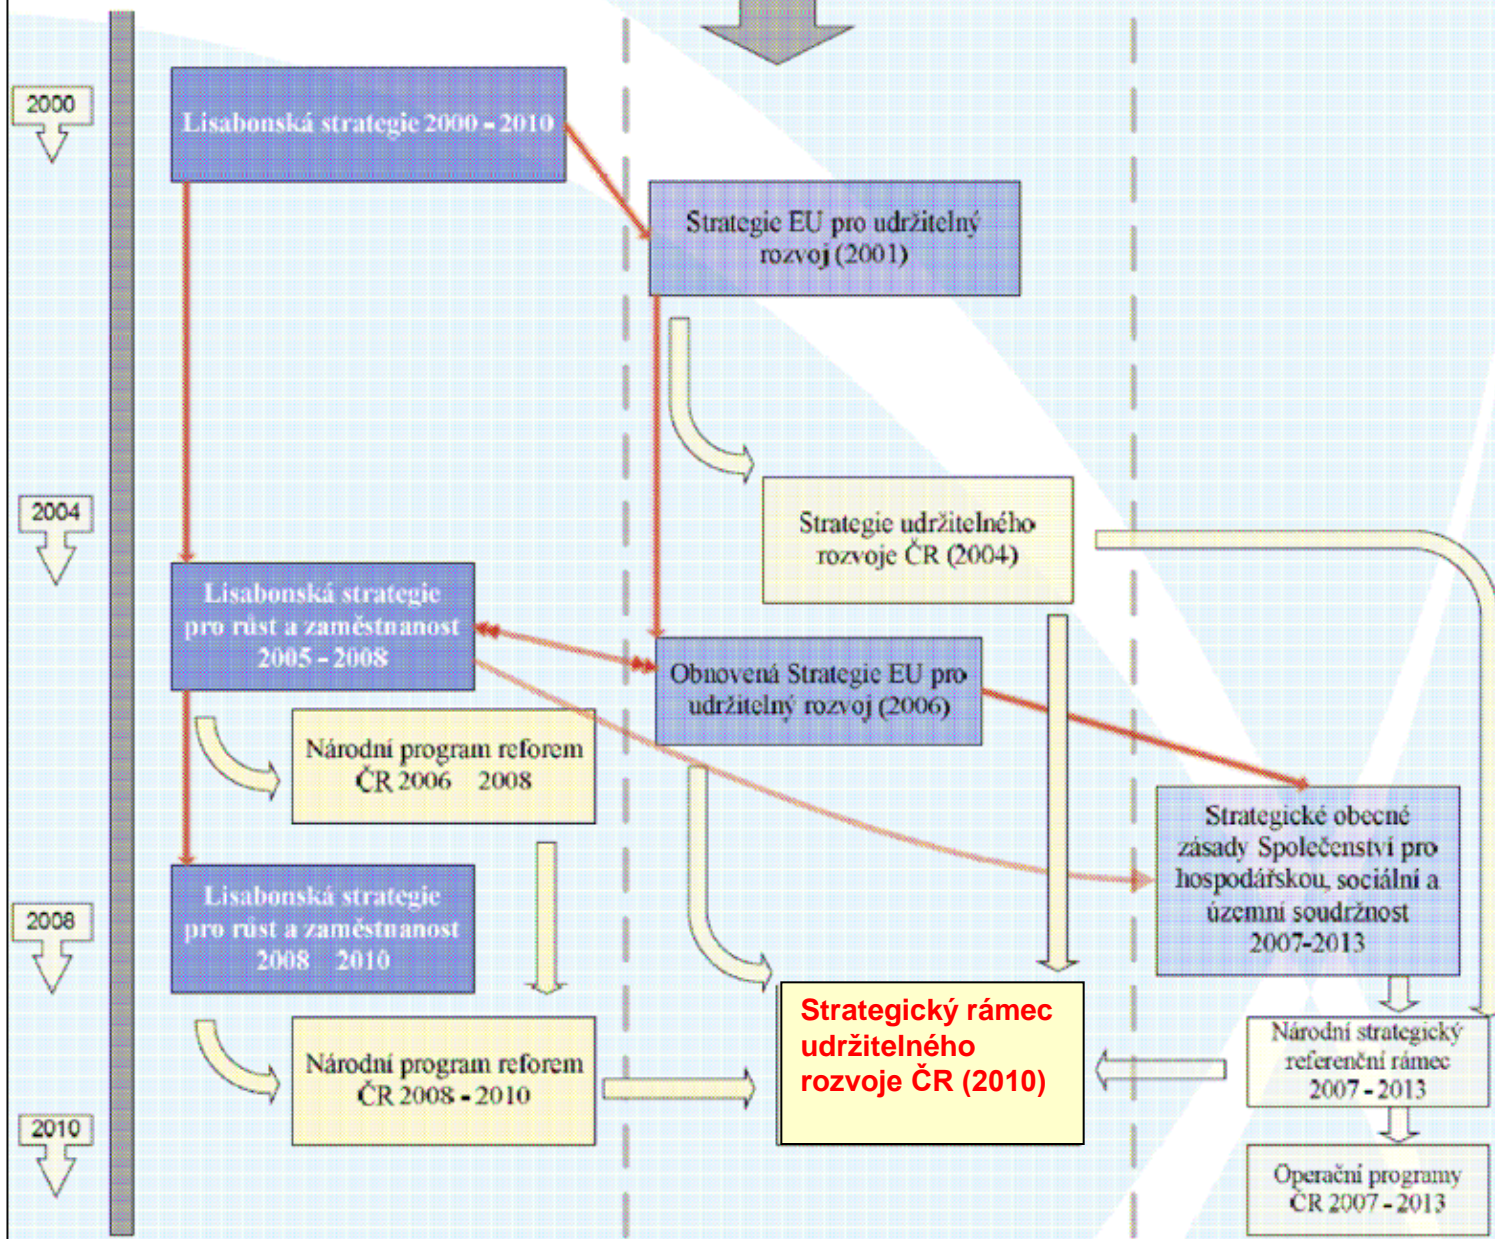 2000
Lisabonská strategie 2000 - 2010
Strategie EU pro udržitelný
rozvoj (2001)
2004
Strategie udržitelného
rozvoje ČR (2004)
Lisabonská strategie
pro růst a zaměstnanost
2005 - 2008
Obnovená Strategie EU pro
udržitelný rozvoj (2006)
Národní program reforem
ČR 2006 2008
Strategické obecné
zásady Společenství pro
hospodářskou, sociální a
územní soudržnost
2007-2013
2008
Lisabonská strategie
pro růst a zaměstnanost
2008 2010
Strategický rámec
udržitelného
rozvoje ČR (2010)
Národní program reforem
ČR 2008 - 2010
Národní strategický
referenční rámec
2007 - 2013
2010
Operační programy
ČR 2007 - 2013